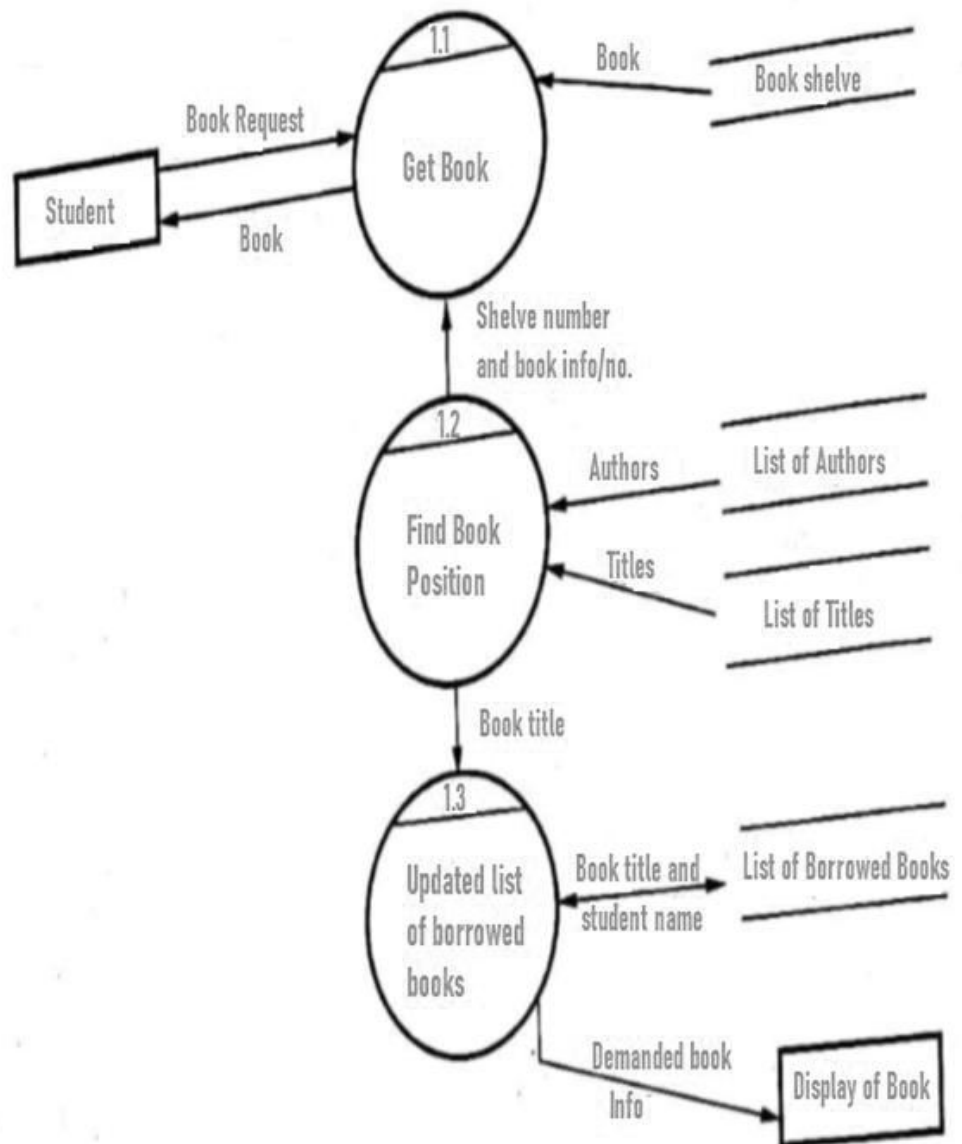 1.1
Book
Book shelve
Book Request
Get Book
Student
Book
Shelve number
and book info/no.
1.2
Authors
List of Authors
Find Book
Position
Titles
List of Titles
Book title
1.3
Updated list
of borrowed
books
Book title and
student name
List of Borrowed Books
Demanded book
Info
Display of Book